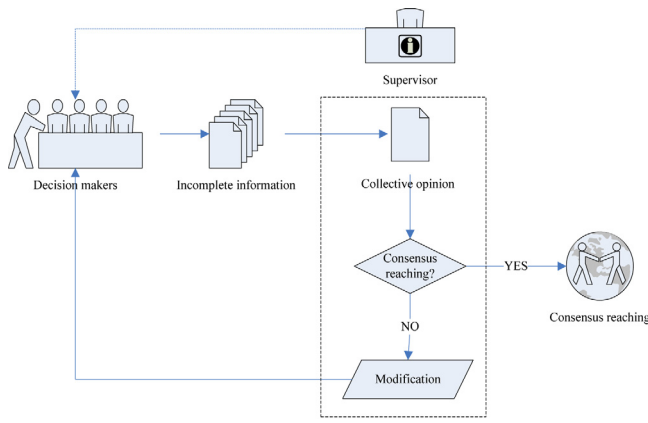 Supervisor
Decision makers
Incomplete information
Collective opinion
Consensus
reaching?
YES
Consensus reaching
NO
Modification